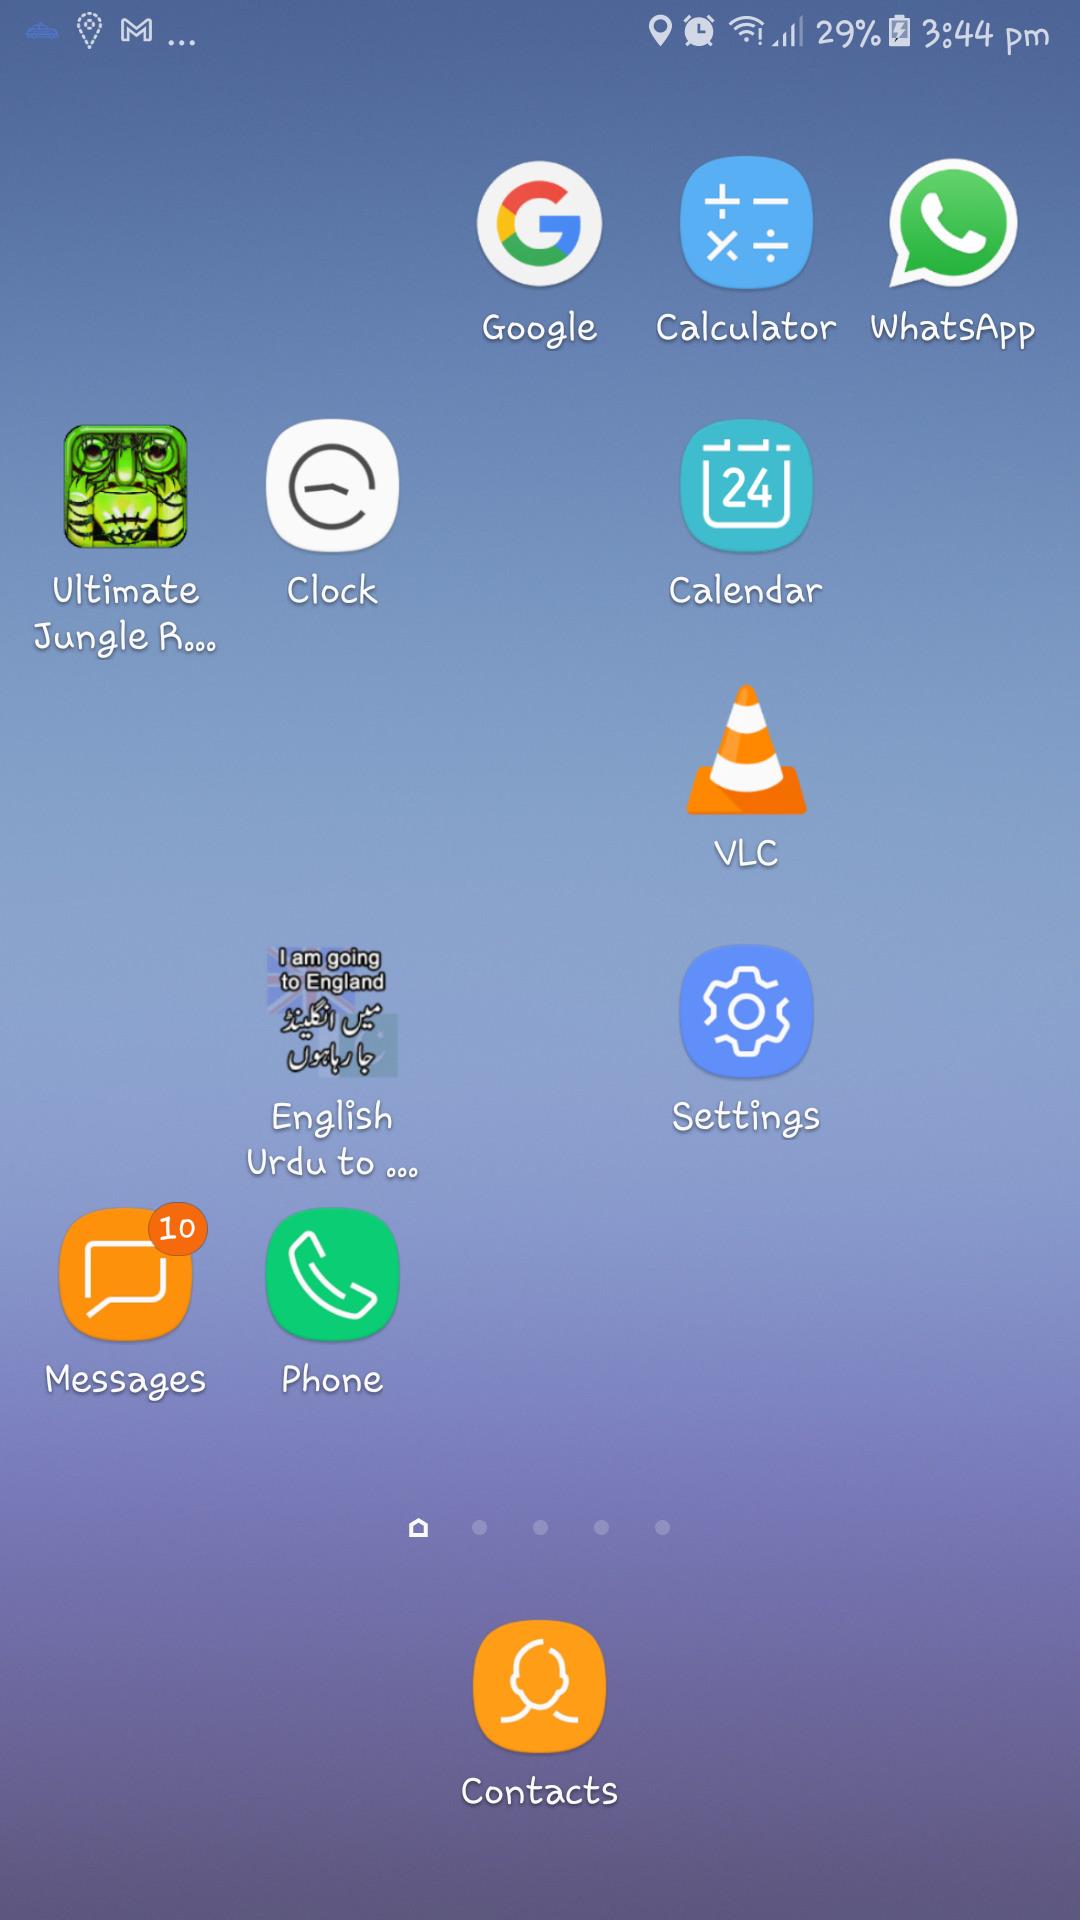 ... 29% 3:44 pm
Google Calculator WhatsApp
24
Ultimate Clock Calendar
Jungle R...
VLC
I am going
to England
میں انگلینڈ
جا رہا ہوں
English Settings
Urdu to ...
10
Messages Phone
Contacts